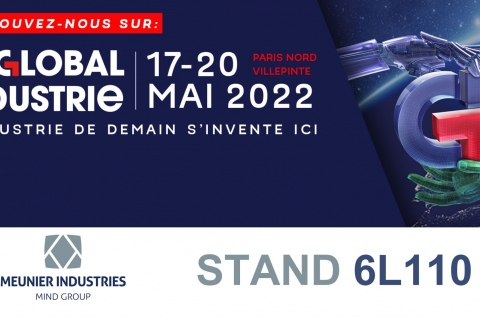 OUVEZ-NOUS SUR:
GLOBAL
DUSTRIE
17-20
MAI 2022
PARIS NORD
VILLEPINTE
USTRIE DE DEMAIN S'INVENTE ICI
MEUNIER INDUSTRIES
MIND GROUP
STAND 6L110